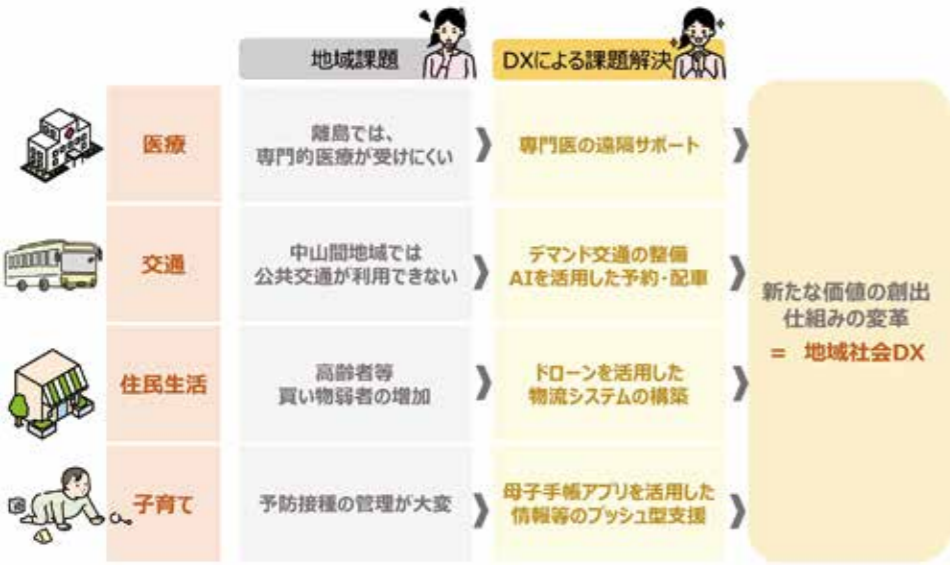 地域課題
DXによる課題解決
医療
離島では、
専門的医療が受けにくい
専門医の遠隔サポート
交通
中山間地域では
公共交通が利用できない
デマンド交通の整備
AIを活用した予約・配車
住民生活
高齢者等
買い物弱者の増加
ドローンを活用した
物流システムの構築
子育て
予防接種の管理が大変
母子手帳アプリを活用した
情報等のプッシュ型支援
新たな価値の創出
仕組みの変革
= 地域社会DX